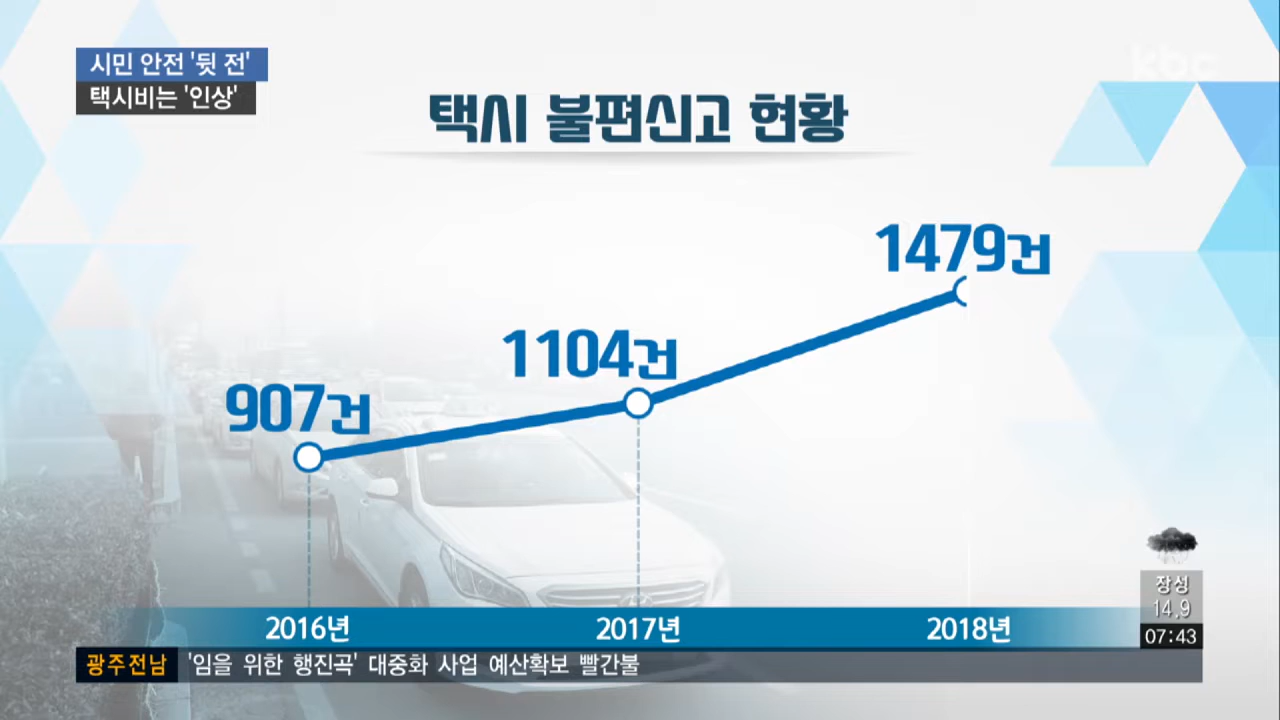 시민 안전 '뒷 전'
택시비는 '인상'
kbc
택시 불편신고 현황
1479건
1104건
907건
2016년 2017년 2018년
장성
14.9
07:43
광주전남 '임을 위한 행진곡' 대중화 사업 예산확보 빨간불